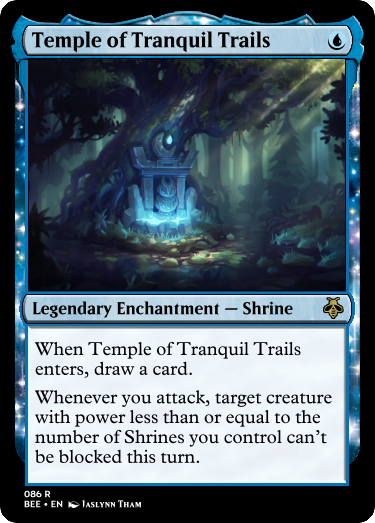 Temple of Tranquil Trails
Legendary Enchantment — Shrine
When Temple of Tranquil Trails
enters, draw a card.
Whenever you attack, target creature
with power less than or equal to the
number of Shrines you control can't
be blocked this turn.
086 R
BEE • EN Jaslynn Tham